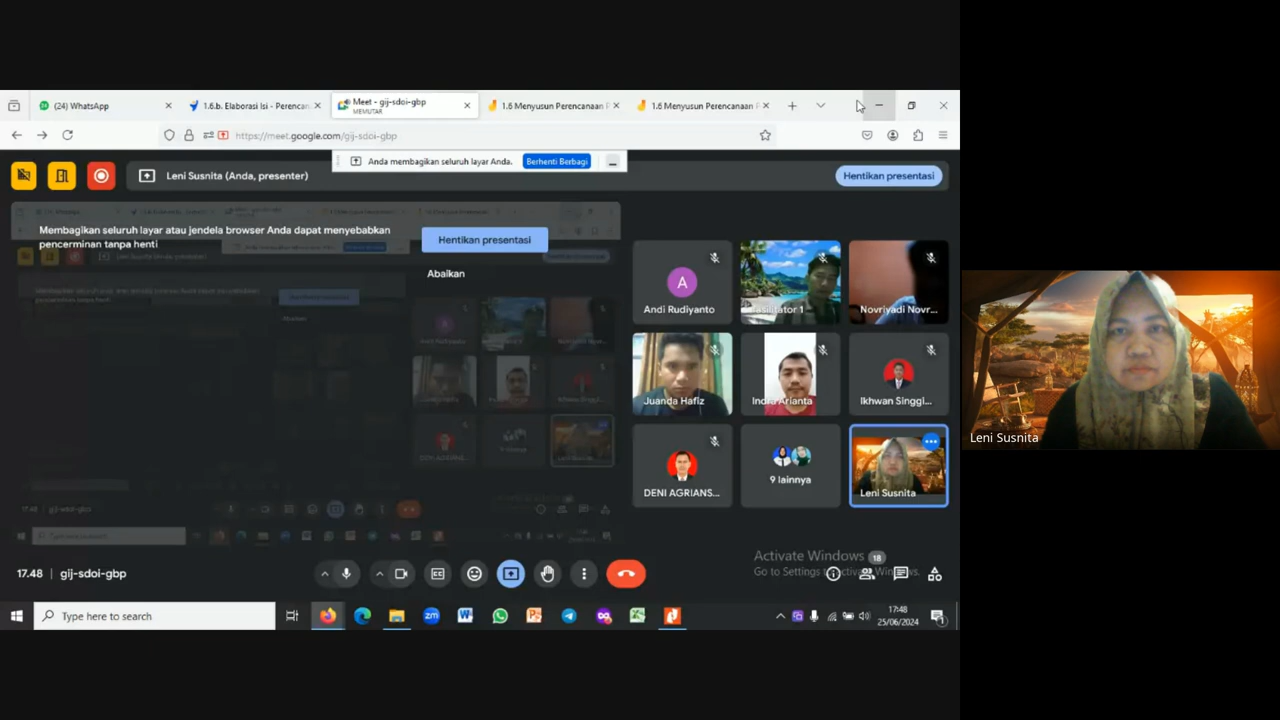 (24) WhatsApp
1.6.b. Elaborasi Isi - Perencan
Meet - gij-sdoi-gbp
MEMUTAR
1.6 Menyusun Perencanaan P
1.6 Menyusun Perencanaan P
https://meet.google.com/gij-sdoi-gbp
Anda membagikan seluruh layar Anda.
Berhenti Berbagi
Leni Susnita (Anda, presenter)
Hentikan presentasi
Membagikan seluruh layar atau jendela browser Anda dapat menyebabkan
pencerminan tanpa henti
Hentikan presentasi
Abaikan
A
Andi Rudiyanto
Fasilitator 1
Novriyadi Novr...
Juanda Hafiz
Indra Arianta
Ikhwan Singgi...
DENI AGRIANS...
9 lainnya
Leni Susnita
Leni Susnita
Activate Windows
Go to Settings to activate Windows.
18
17.48
gij-sdoi-gbp
Type here to search
17:48
25/06/2024